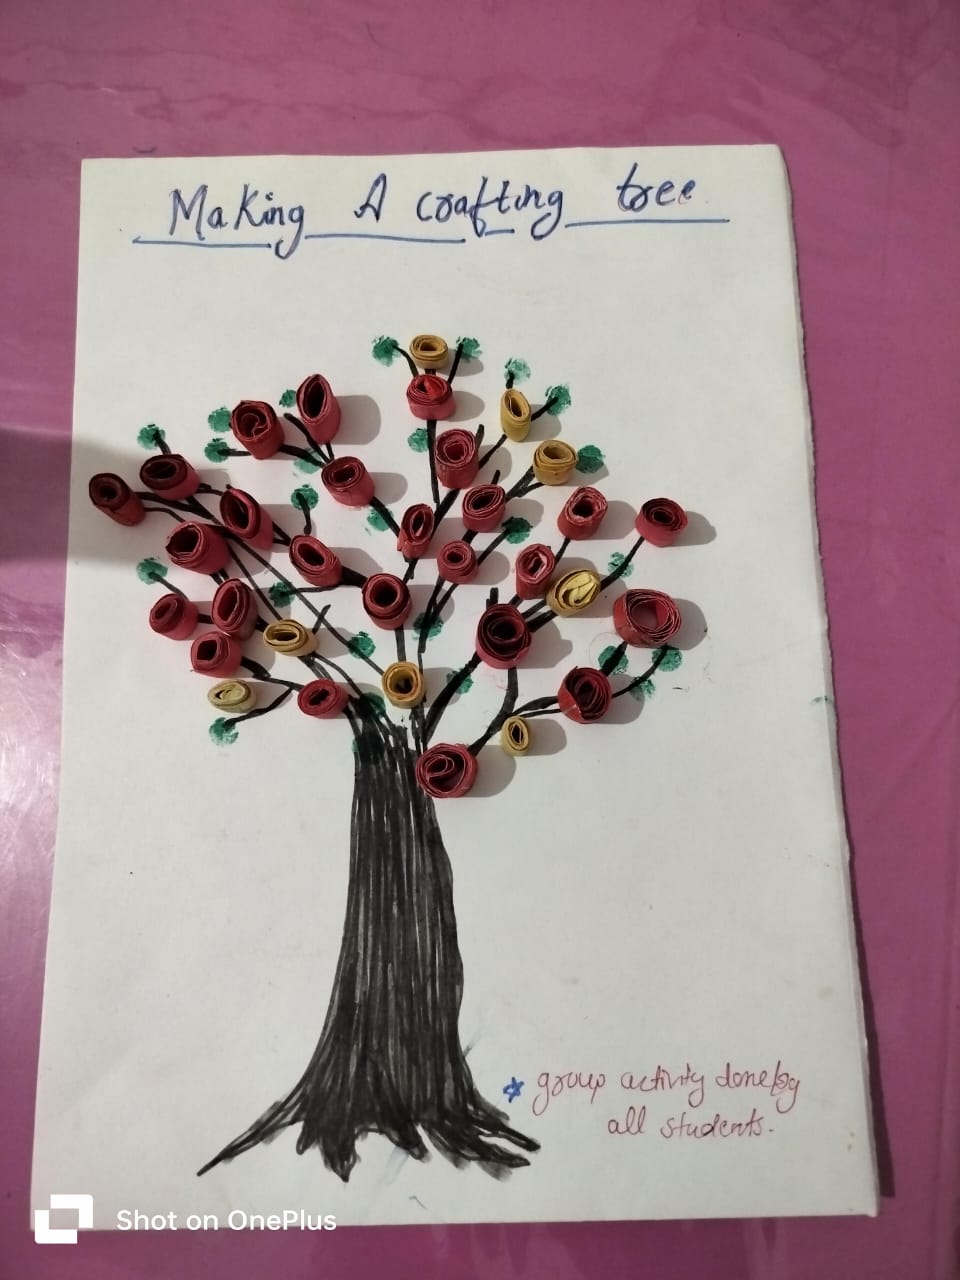 Making A crafting tree
* group activity done by
all students.
Shot on OnePlus